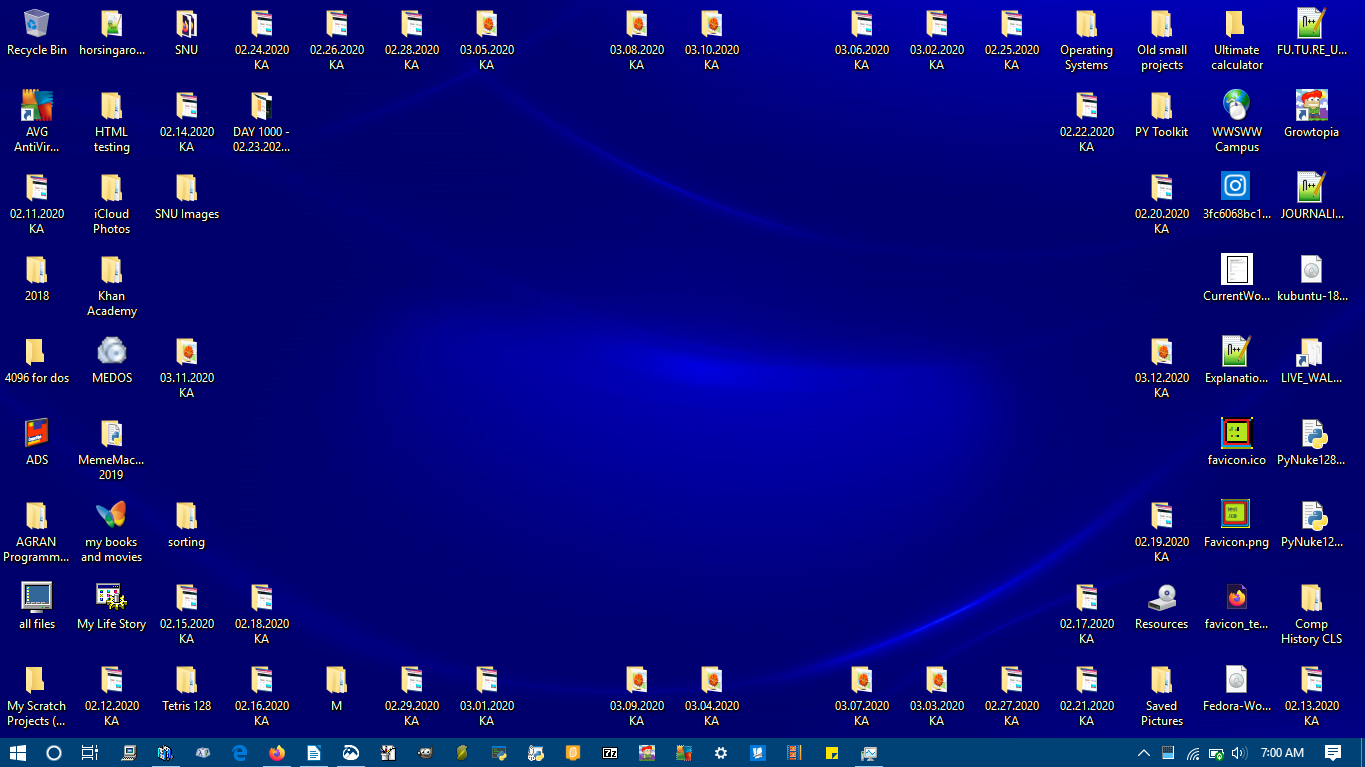 Recycle Bin
horsingaro...
SNU
02.24.2020
KA
02.26.2020
KA
02.28.2020
KA
03.05.2020
KA
03.08.2020
KA
03.10.2020
KA
03.06.2020
KA
03.02.2020
KA
02.25.2020
KA
Operating
Systems
Old small
projects
Ultimate
calculator
FU.TU.RE_U...
AVG
AntiVir...
HTML
testing
02.14.2020
KA
DAY 1000 -
02.23.202...
02.22.2020
KA
PY Toolkit
WWSWW
Campus
Growtopia
02.11.2020
KA
iCloud
Photos
SNU Images
02.20.2020
KA
3fc6068bc1...
JOURNALI...
2018
Khan
Academy
CurrentWo...
kubuntu-18...
4096 for dos
MEDOS
03.11.2020
KA
03.12.2020
KA
Explanatio...
LIVE_WAL...
ADS
MemeMac...
2019
favicon.ico
PyNuke128...
AGRAN
Programm...
my books
and movies
sorting
02.19.2020
KA
Favicon.png
PyNuke12...
all files
My Life Story
02.15.2020
KA
02.18.2020
KA
02.17.2020
KA
Resources
favicon_te...
Comp
History CLS
My Scratch
Projects (...
02.12.2020
KA
Tetris 128
02.16.2020
KA
M
02.29.2020
KA
03.01.2020
KA
03.09.2020
KA
03.04.2020
KA
03.07.2020
KA
03.03.2020
KA
02.27.2020
KA
02.21.2020
KA
Saved
Pictures
Fedora-Wo...
02.13.2020
KA
7:00 AM